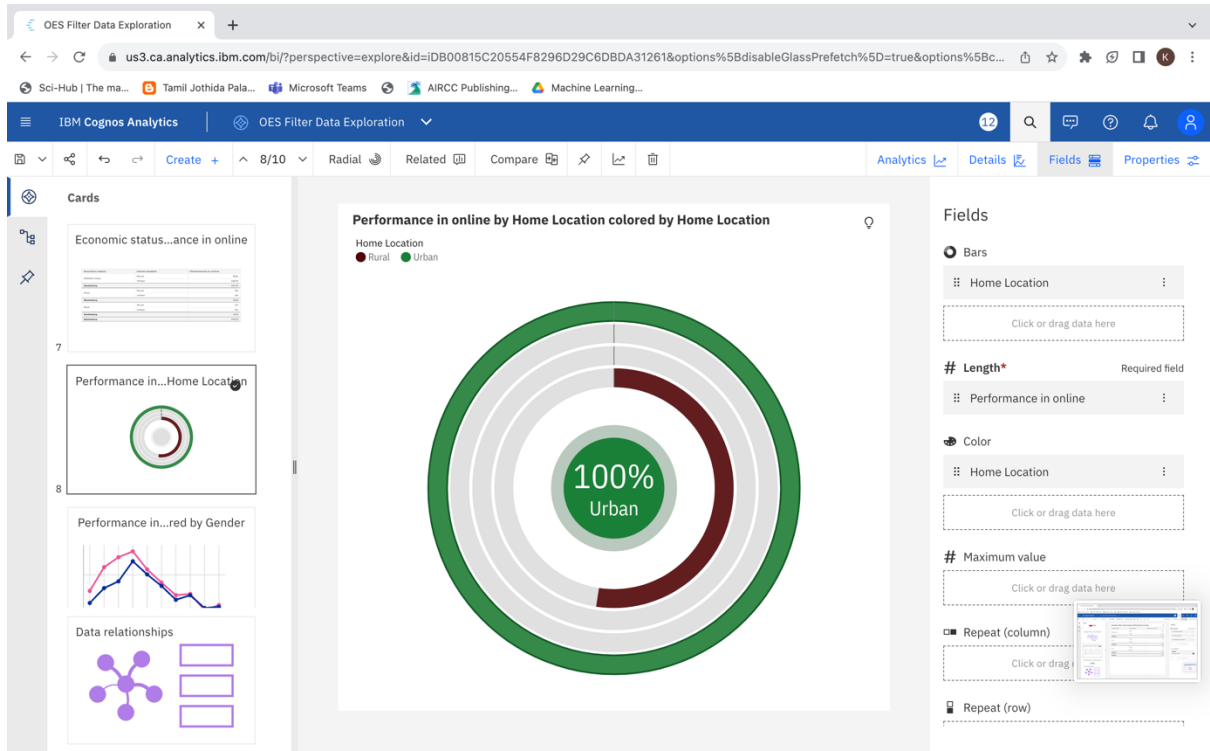 OES Filter Data Exploration
us3.ca.analytics.ibm.com/bi/?perspective=explore&id=iDB00815C20554F8296D29C6DBDA31261&options%5BdisableGlassPrefetch%5D=true&options%5Bc...
K
Sci-Hub | The ma... Tamil Jothida Pala... Microsoft Teams AIRCC Publishing... Machine Learning...
IBM Cognos Analytics OES Filter Data Exploration 12
Create + 8/10 Radial Related Compare Analytics Details Fields Properties
Cards
Economic status...ance in online
7
Performance in...Home Location
8
Performance in...red by Gender
Data relationships
Performance in online by Home Location colored by Home Location
Home Location
Rural Urban
100%
Urban
Fields
Bars
Home Location
Click or drag data here
# Length* Required field
Performance in online
Color
Home Location
Click or drag data here
# Maximum value
Click or drag data here
Repeat (column)
Click or drag
Repeat (row)